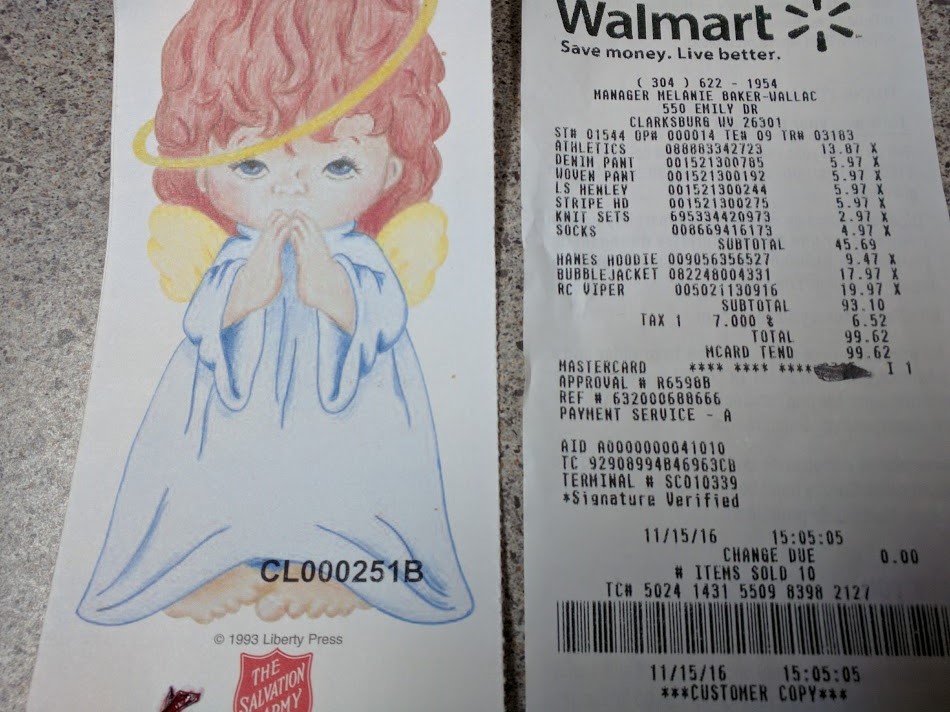 CL000251B
© 1993 Liberty Press
THE
SALVATION
ARMY
Walmart
Save money. Live better.
( 304 ) 622 - 1954
MANAGER MELANIE BAKER-WALLAC
550 EMILY DR
CLARKSBURG WV 26301
ST# 01544 OP# 000014 TE# 09 TR# 03183
ATHLETICS 088883342723 13.87 X
DENIM PANT 001521300785 5.97 X
WOVEN PANT 001521300192 5.97 X
LS HENLEY 001521300244 5.97 X
STRIPE HD 001521300275 5.97 X
KNIT SETS 695334420973 2.97 X
SOCKS 008669416173 4.97 X
SUBTOTAL 45.69
HANES HOODIE 009056356527 9.47 X
BUBBLEJACKET 082248004331 17.97 X
RC VIPER 005021130916 19.97 X
SUBTOTAL 93.10
TAX 1 7.000 % 6.52
TOTAL 99.62
MCARD TEND 99.62
MASTERCARD **** **** **** I 1
APPROVAL # R6598B
REF # 632000688666
PAYMENT SERVICE - A
AID A0000000041010
TC 92908994B46963CB
TERMINAL # SC010339
*Signature Verified
11/15/16 15:05:05
CHANGE DUE 0.00
# ITEMS SOLD 10
TC# 5024 1431 5509 8398 2127
11/15/16 15:05:05
***CUSTOMER COPY***